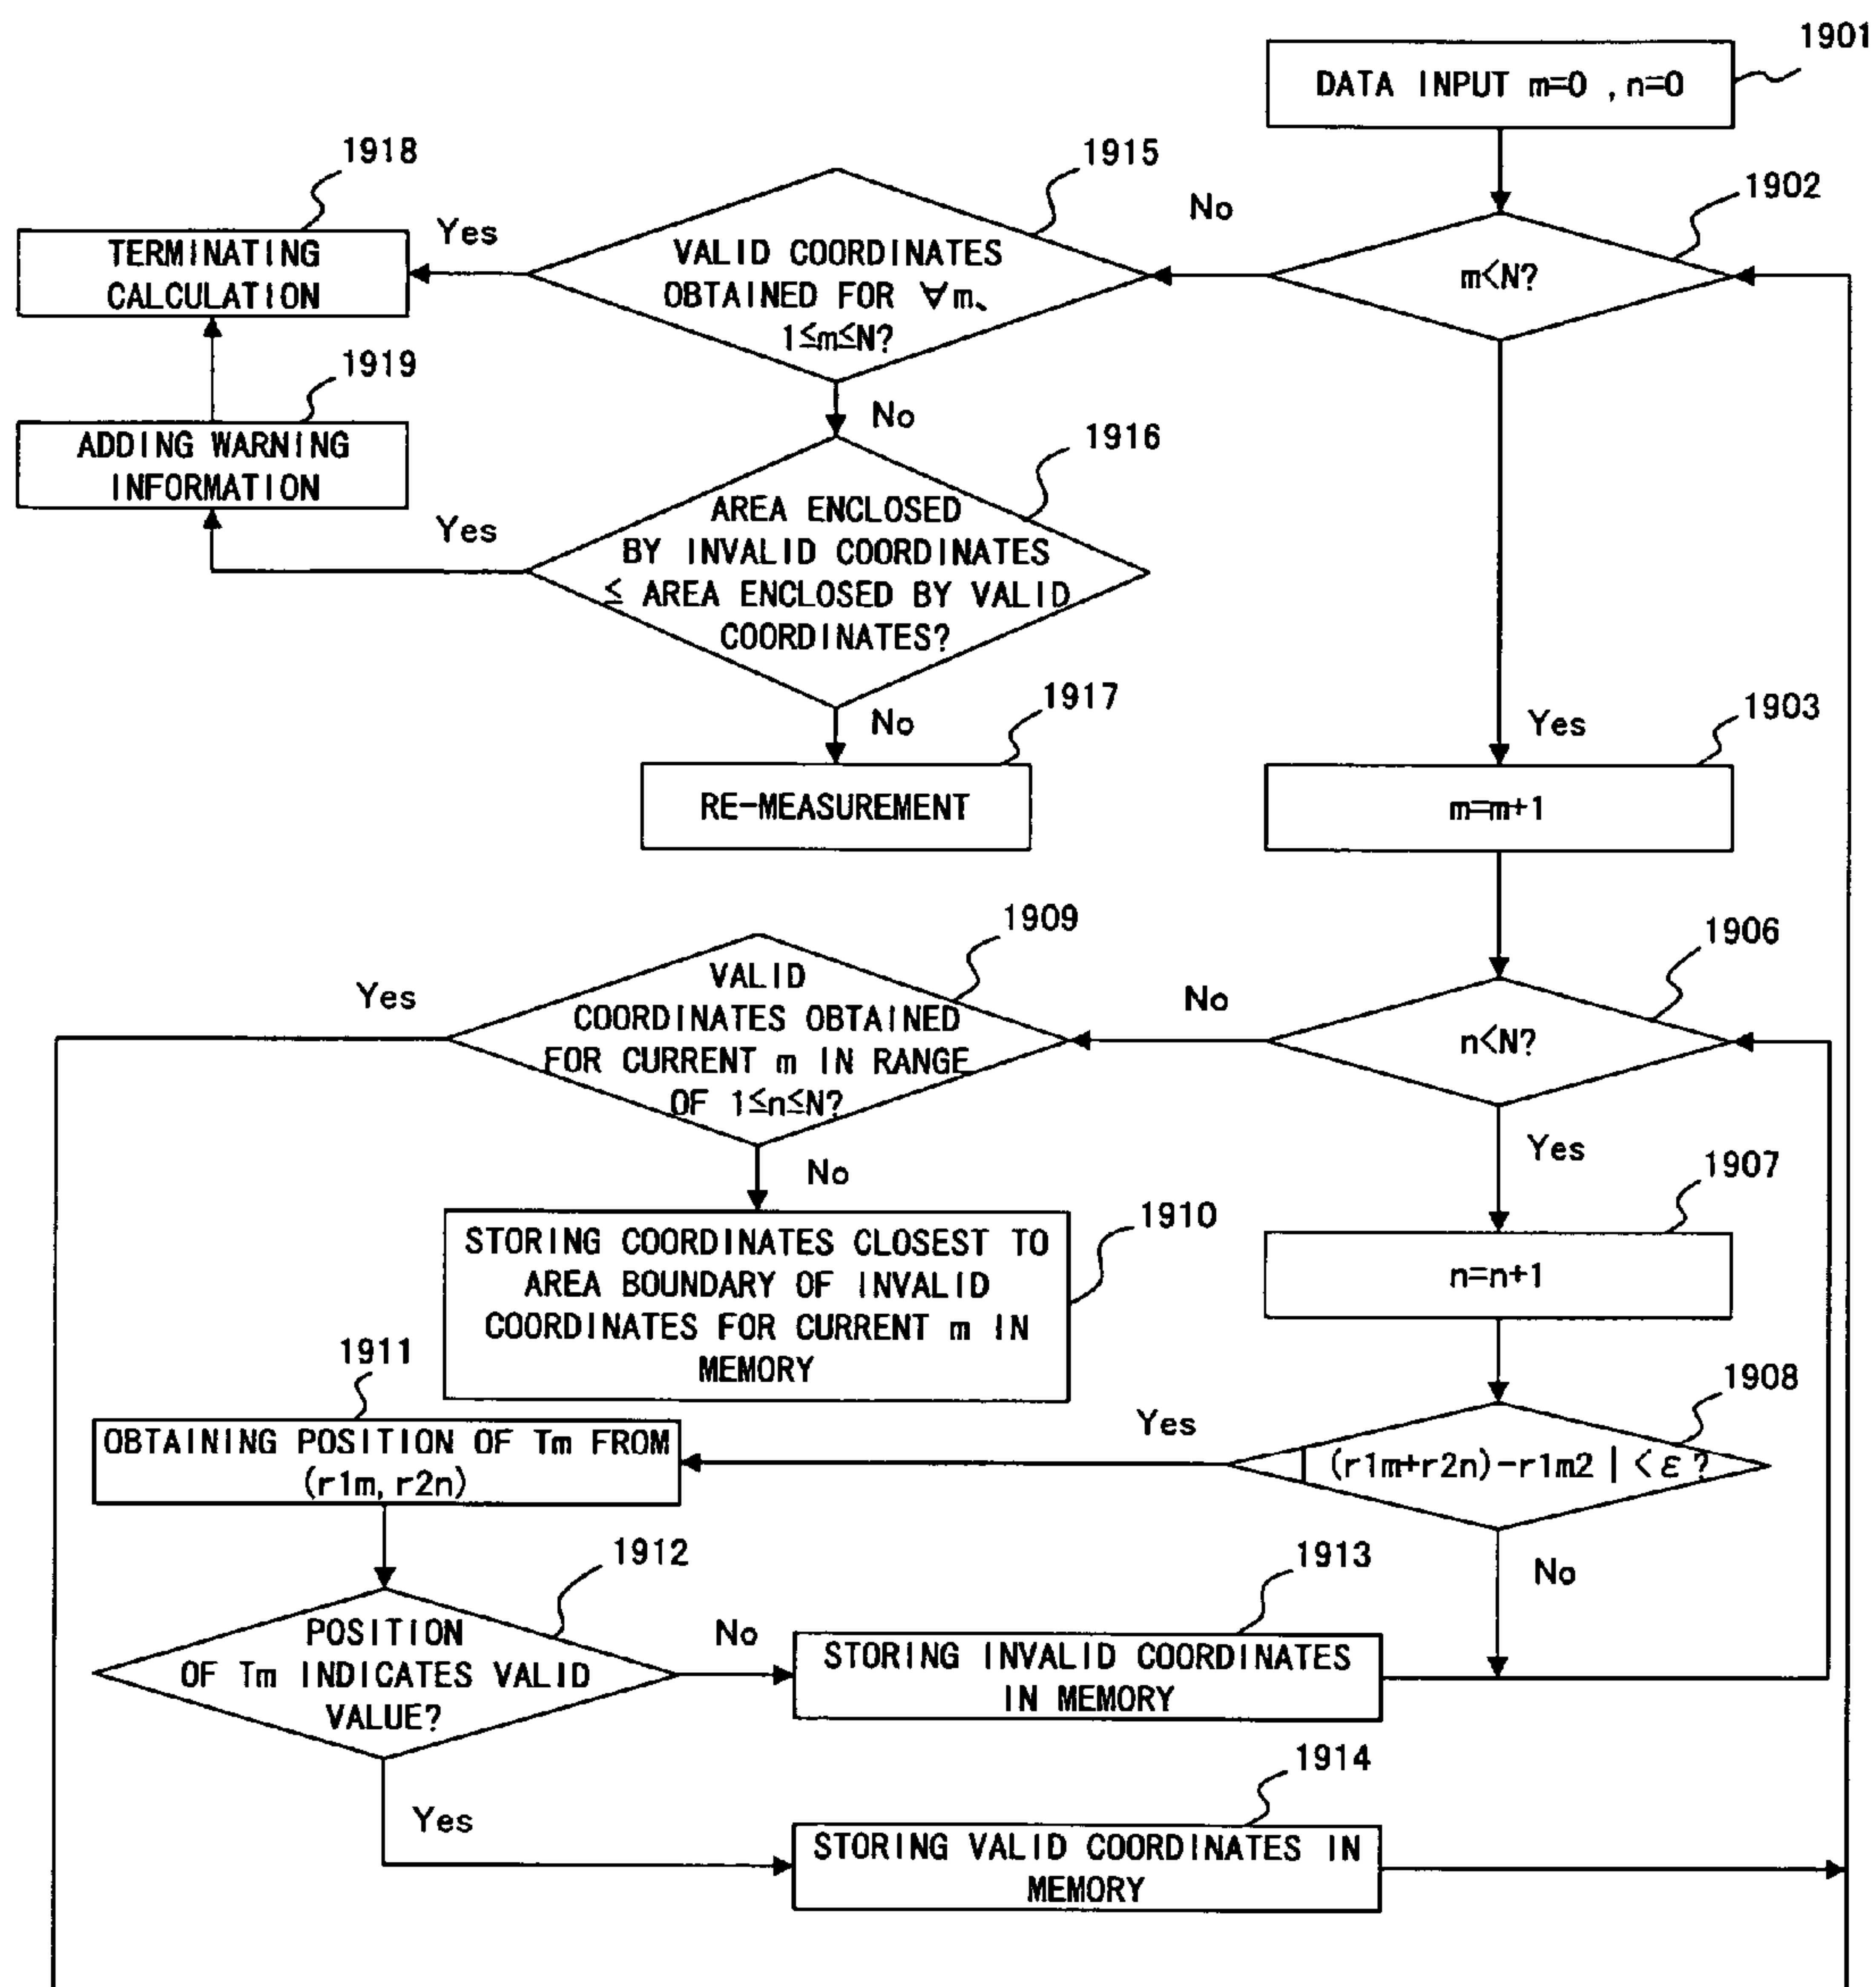 1901
DATA INPUT m=0 ,n=0
1918
1915
1902
Yes
No
TERMINATING
CALCULATION
VALID COORDINATES
OBTAINED FOR ∀m、
1≦m≦N?
m<N?
1919
No
ADDING WARNING
INFORMATION
1916
Yes
AREA ENCLOSED
BY INVALID COORDINATES
≦ AREA ENCLOSED BY VALID
COORDINATES?
1917
No
1903
Yes
RE-MEASUREMENT
m=m+1
1909
1906
Yes
No
VALID
COORDINATES OBTAINED
FOR CURRENT m IN RANGE
OF 1≦n≦N?
n<N?
Yes
No
1907
1910
STORING COORDINATES CLOSEST TO
AREA BOUNDARY OF INVALID
COORDINATES FOR CURRENT m IN
MEMORY
n=n+1
1911
1908
Yes
OBTAINING POSITION OF Tm FROM
(r1m, r2n)
| (r1m+r2n)-r1m2 | <ε?
1912
1913
No
POSITION
OF Tm INDICATES VALID
VALUE?
No
STORING INVALID COORDINATES
IN MEMORY
1914
Yes
STORING VALID COORDINATES IN
MEMORY